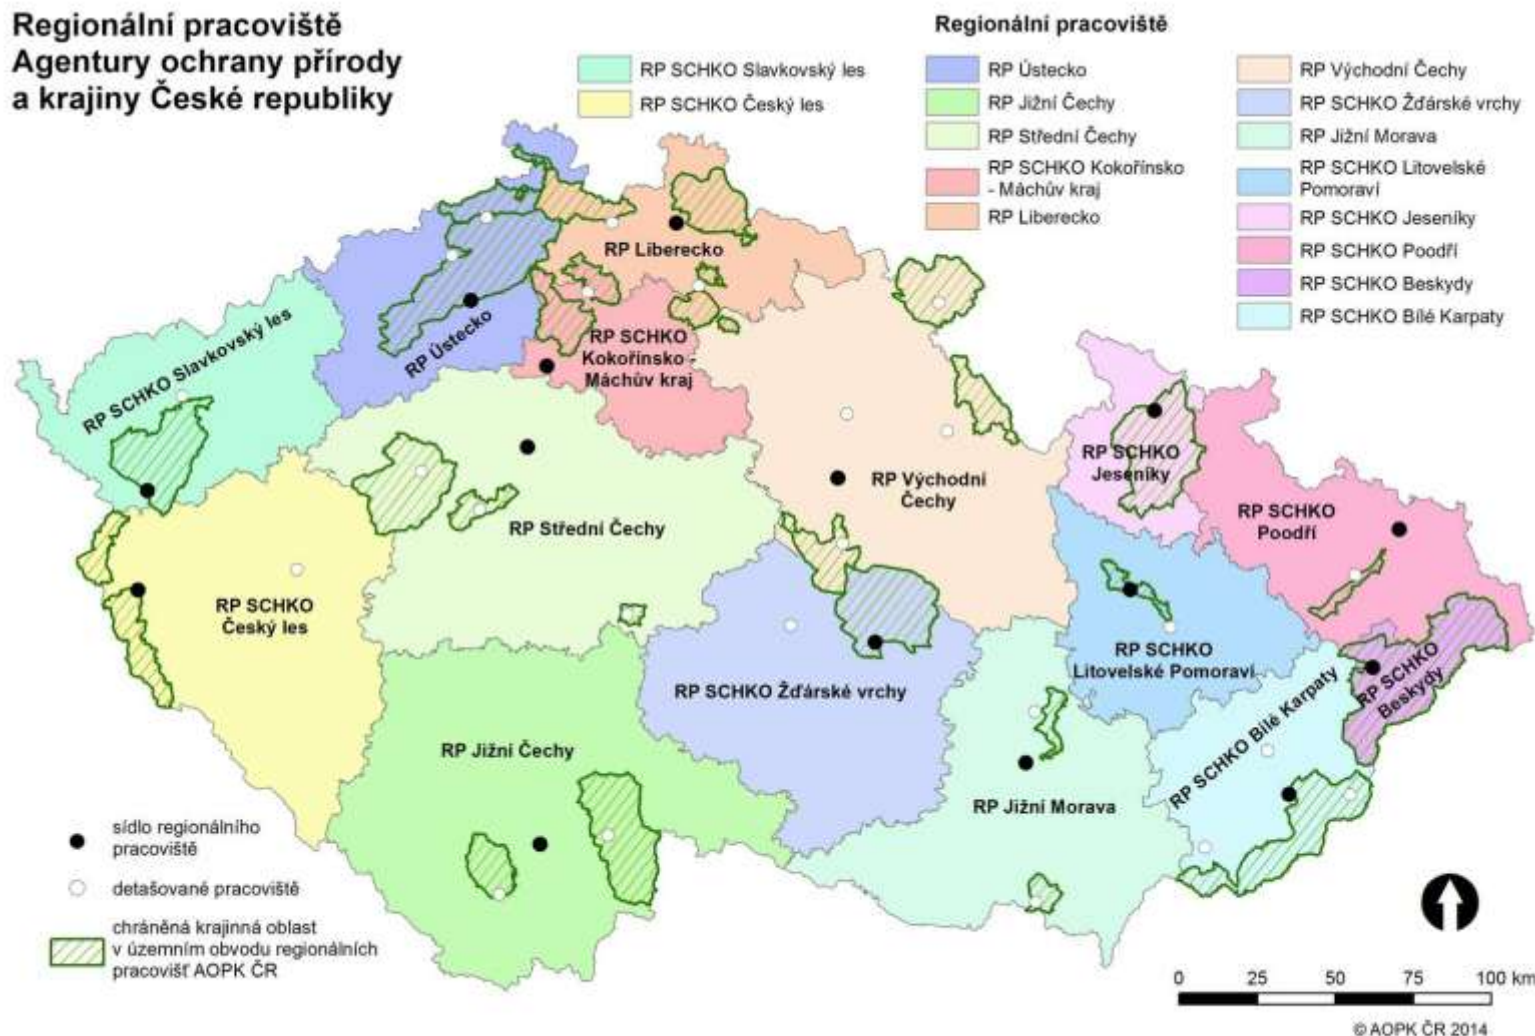 Regionální pracoviště
Agentury ochrany přírody
a krajiny České republiky
RP SCHKO Slavkovský les
RP SCHKO Český les
Regionální pracoviště
RP Ústecko
RP Jižní Čechy
RP Střední Čechy
RP SCHKO Kokořínsko
- Máchův kraj
RP Liberecko
RP Východní Čechy
RP SCHKO Žďárské vrchy
RP Jižní Morava
RP SCHKO Litovelské
Pomoraví
RP SCHKO Jeseníky
RP SCHKO Poodří
RP SCHKO Beskydy
RP SCHKO Bílé Karpaty
RP Liberecko
RP Ústecko
RP SCHKO
Kokořínsko -
Máchův kraj
RP SCHKO Slavkovský les
RP SCHKO
Jeseníky
RP Východní
Čechy
RP SCHKO
Poodří
RP Střední Čechy
RP SCHKO
Český les
RP SCHKO
Litovelské Pomoraví
RP SCHKO
Beskydy
RP SCHKO Žďárské vrchy
RP SCHKO Bílé Karpaty
RP Jižní Čechy
RP Jižní Morava
sídlo regionálního
pracoviště
detašované pracoviště
chráněná krajinná oblast
v územním obvodu regionálních
pracovišť AOPK ČR
0 25 50 75 100 km
© AOPK ČR 2014